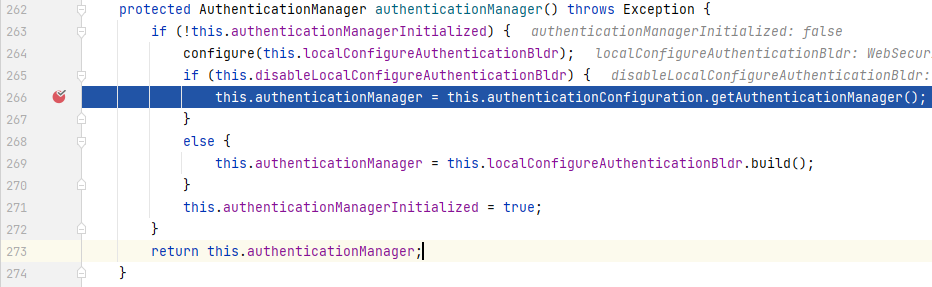 262 protected AuthenticationManager authenticationManager() throws Exception {
263 if (!this.authenticationManagerInitialized) { authenticationManagerInitialized: false
264 configure(this.localConfigureAuthenticationBldr); localConfigureAuthenticationBldr: WebSecur
265 if (this.disableLocalConfigureAuthenticationBldr) { disableLocalConfigureAuthenticationBldr:
266 this.authenticationManager = this.authenticationConfiguration.getAuthenticationManager();
267 }
268 else {
269 this.authenticationManager = this.localConfigureAuthenticationBldr.build();
270 }
271 this.authenticationManagerInitialized = true;
272 }
273 return this.authenticationManager;
274 }